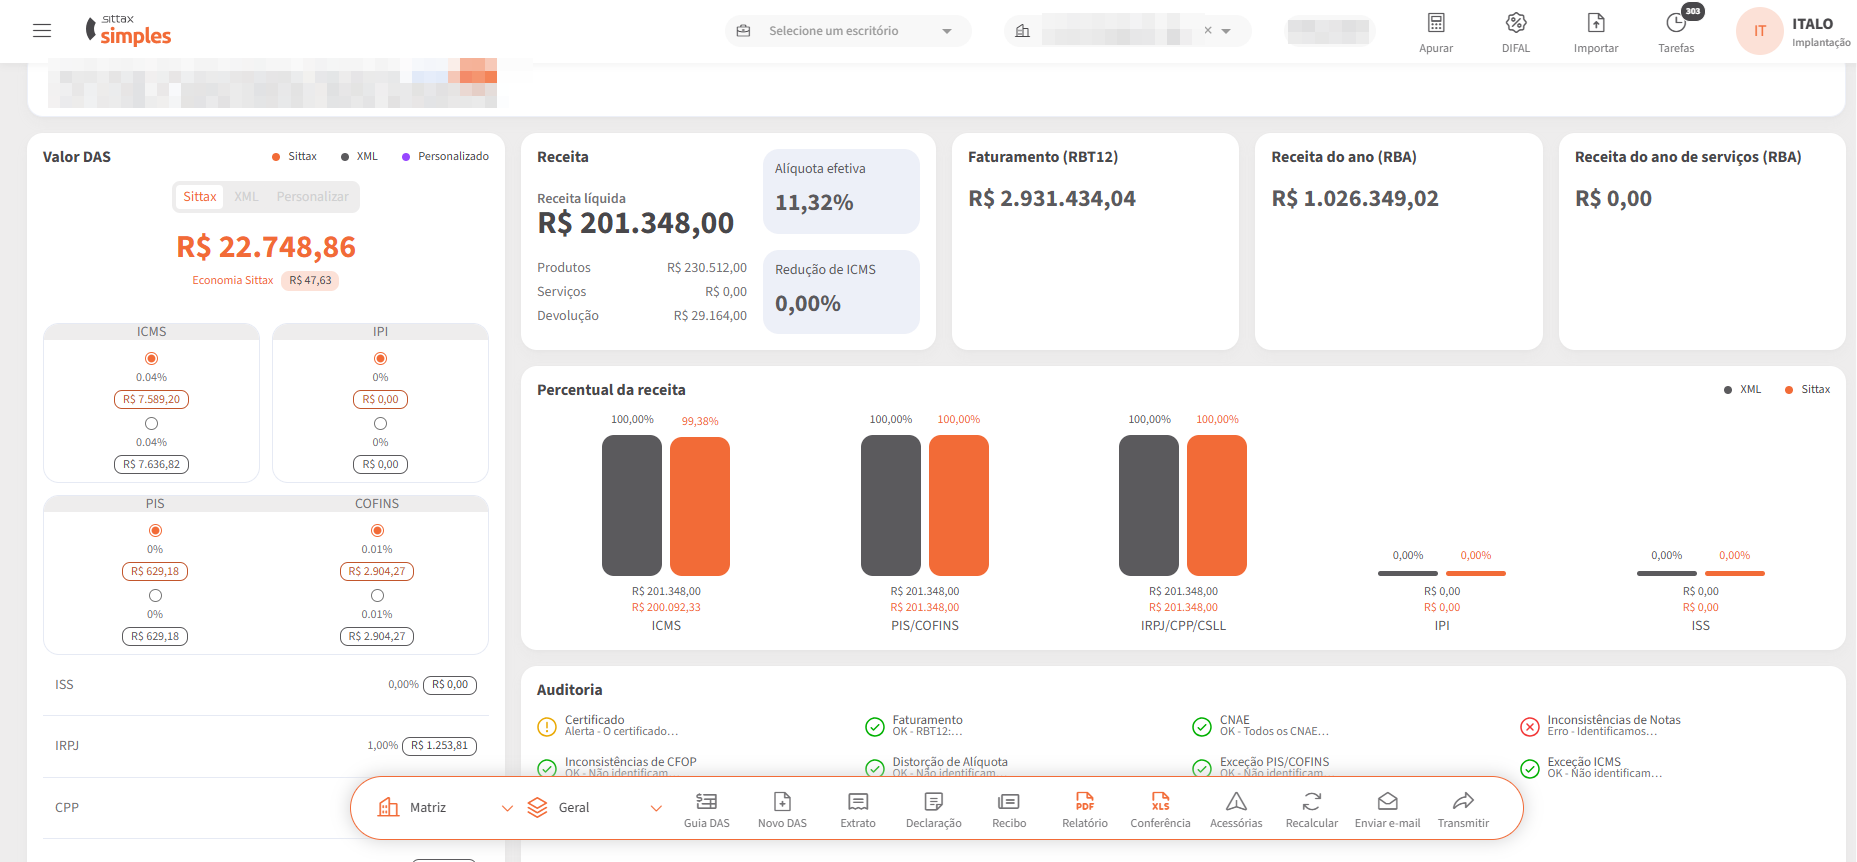 sittax
simples
Selecione um escritório
×
Apurar
DIFAL
Importar
303
Tarefas
IT
ITALO
Implantação
Valor DAS
Sittax
XML
Personalizado
Sittax
XML
Personalizar
R$ 22.748,86
Economia Sittax
R$ 47,63
ICMS
0.04%
R$ 7.589,20
0.04%
R$ 7.636,82
IPI
0%
R$ 0,00
0%
R$ 0,00
PIS
0%
R$ 629,18
0%
R$ 629,18
COFINS
0.01%
R$ 2.904,27
0.01%
R$ 2.904,27
ISS
0,00%
R$ 0,00
IRPJ
1,00%
R$ 1.253,81
CPP
Receita
Receita líquida
R$ 201.348,00
Produtos
R$ 230.512,00
Serviços
R$ 0,00
Devolução
R$ 29.164,00
Alíquota efetiva
11,32%
Redução de ICMS
0,00%
Faturamento (RBT12)
R$ 2.931.434,04
Receita do ano (RBA)
R$ 1.026.349,02
Receita do ano de serviços (RBA)
R$ 0,00
Percentual da receita
XML
Sittax
100,00%
99,38%
R$ 201.348,00
R$ 200.092,33
ICMS
100,00%
100,00%
R$ 201.348,00
R$ 201.348,00
PIS/COFINS
100,00%
100,00%
R$ 201.348,00
R$ 201.348,00
IRPJ/CPP/CSLL
0,00%
0,00%
R$ 0,00
R$ 0,00
IPI
0,00%
0,00%
R$ 0,00
R$ 0,00
ISS
Auditoria
Certificado
Alerta - O certificado...
Faturamento
OK - RBT12:...
CNAE
OK - Todos os CNAE...
Inconsistências de Notas
Erro - Identificamos...
Inconsistências de CFOP
OK - Não identificam
Distorção de Alíquota
OK - Não identificam
Exceção PIS/COFINS
OK - Não identificam
Exceção ICMS
OK - Não identificam...
Matriz
Geral
Guia DAS
Novo DAS
Extrato
Declaração
Recibo
PDF
Relatório
XLS
Conferência
Acessórias
Recalcular
Enviar e-mail
Transmitir